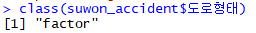 > class(suwon_accident$도로형태)
[1] "factor"